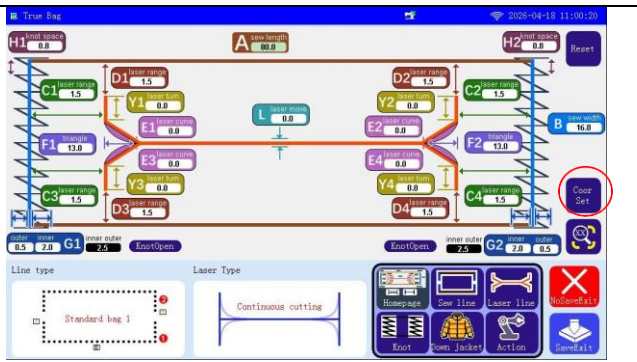 True Bag
2026-04-18 11:00:20
H1 knot space 0.8
A sew length 80.0
H2 knot space 0.8
Reset
C1 laser range 1.5
D1 laser range 1.5
D2 laser range 1.5
C2 laser range 1.5
Y1 laser turn 0.0
Y2 laser turn 0.0
E1 laser curve 0.0
L laser move 0.0
E2 laser curve 0.0
B sew width 16.0
F1 triangle 13.0
F2 triangle 13.0
E3 laser curve 0.0
E4 laser curve 0.0
Y3 laser turn 0.0
Y4 laser turn 0.0
C3 laser range 1.5
D3 laser range 1.5
D4 laser range 1.5
C4 laser range 1.5
Coor
Set
outer 0.5 inner 2.0 G1 inner outer 2.5 KnotOpen
KnotOpen inner outer 2.5 G2 inner 2.0 outer 0.5
XX
Line type
Laser Type
Standard bag 1
2
1
Continuous cutting
Homepage Sew line Laser line
NoSaveExit
Knot Down jacket Action
SaveExit